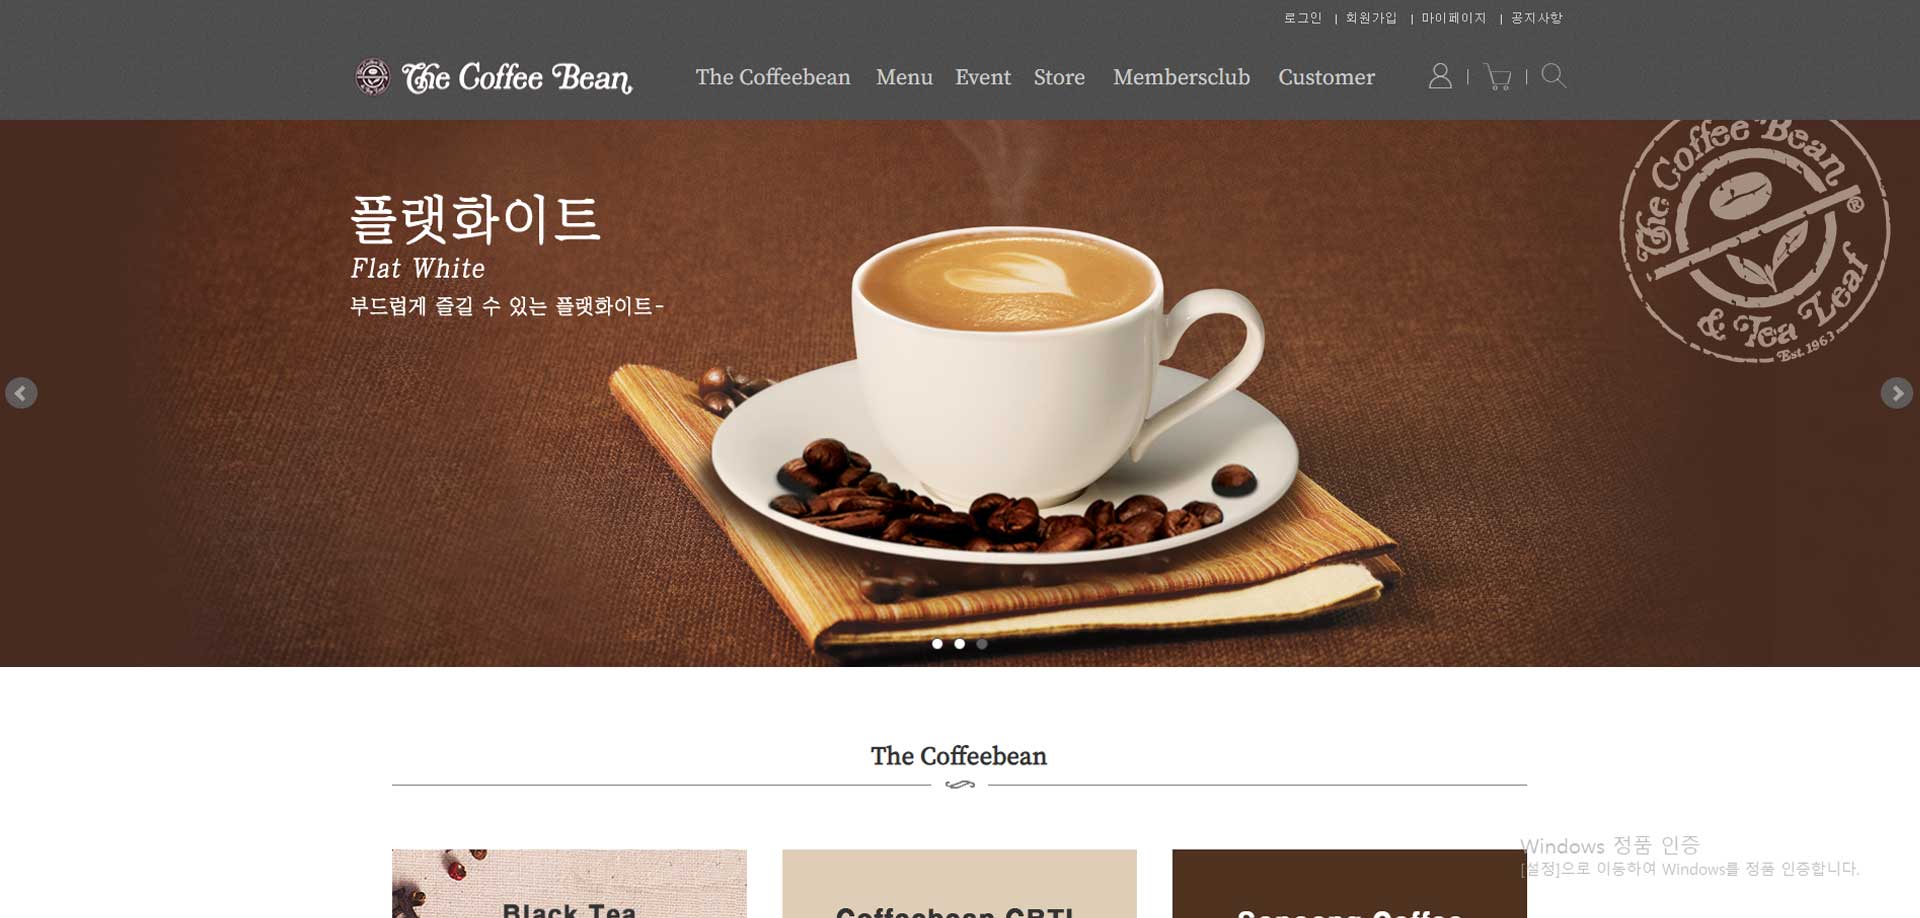 로그인 | 회원가입 | 마이페이지 | 공지사항
The Coffee Bean
The Coffeebean Menu Event Store Membersclub Customer
플랫화이트
Flat White
부드럽게 즐길 수 있는 플랫화이트-
The Coffee Bean
& Tea Leaf
®
Est. 1963
The Coffeebean
Windows 정품 인증
[설정]으로 이동하여 Windows를 정품 인증합니다.
Black Tea
Coffeebean CBTL
Coffee